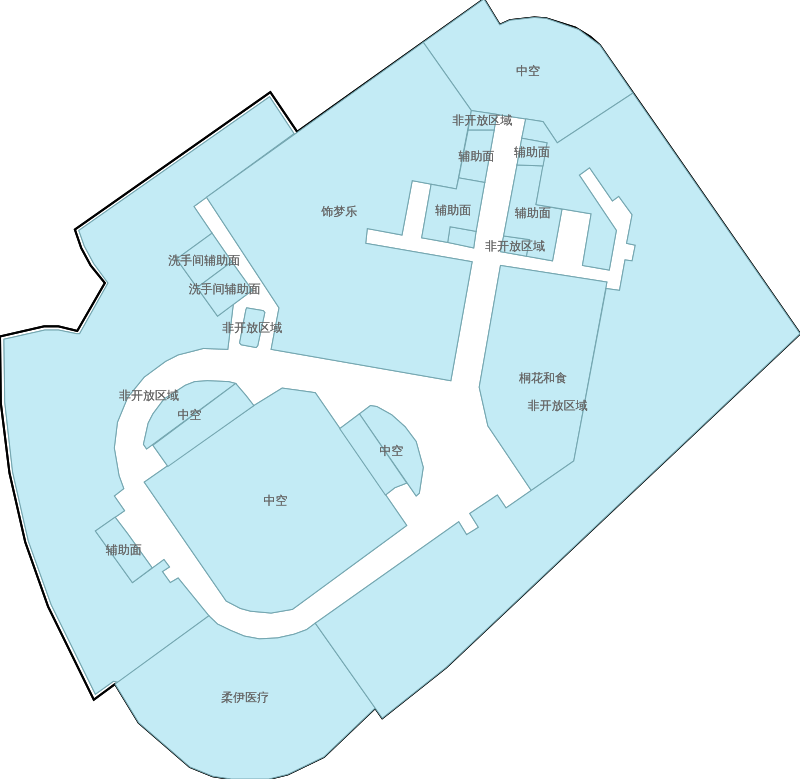 中空
非开放区域
辅助面
辅助面
饰梦乐
辅助面
辅助面
非开放区域
洗手间辅助面
洗手间辅助面
非开放区域
桐花和食
非开放区域
非开放区域
中空
中空
中空
辅助面
柔伊医疗